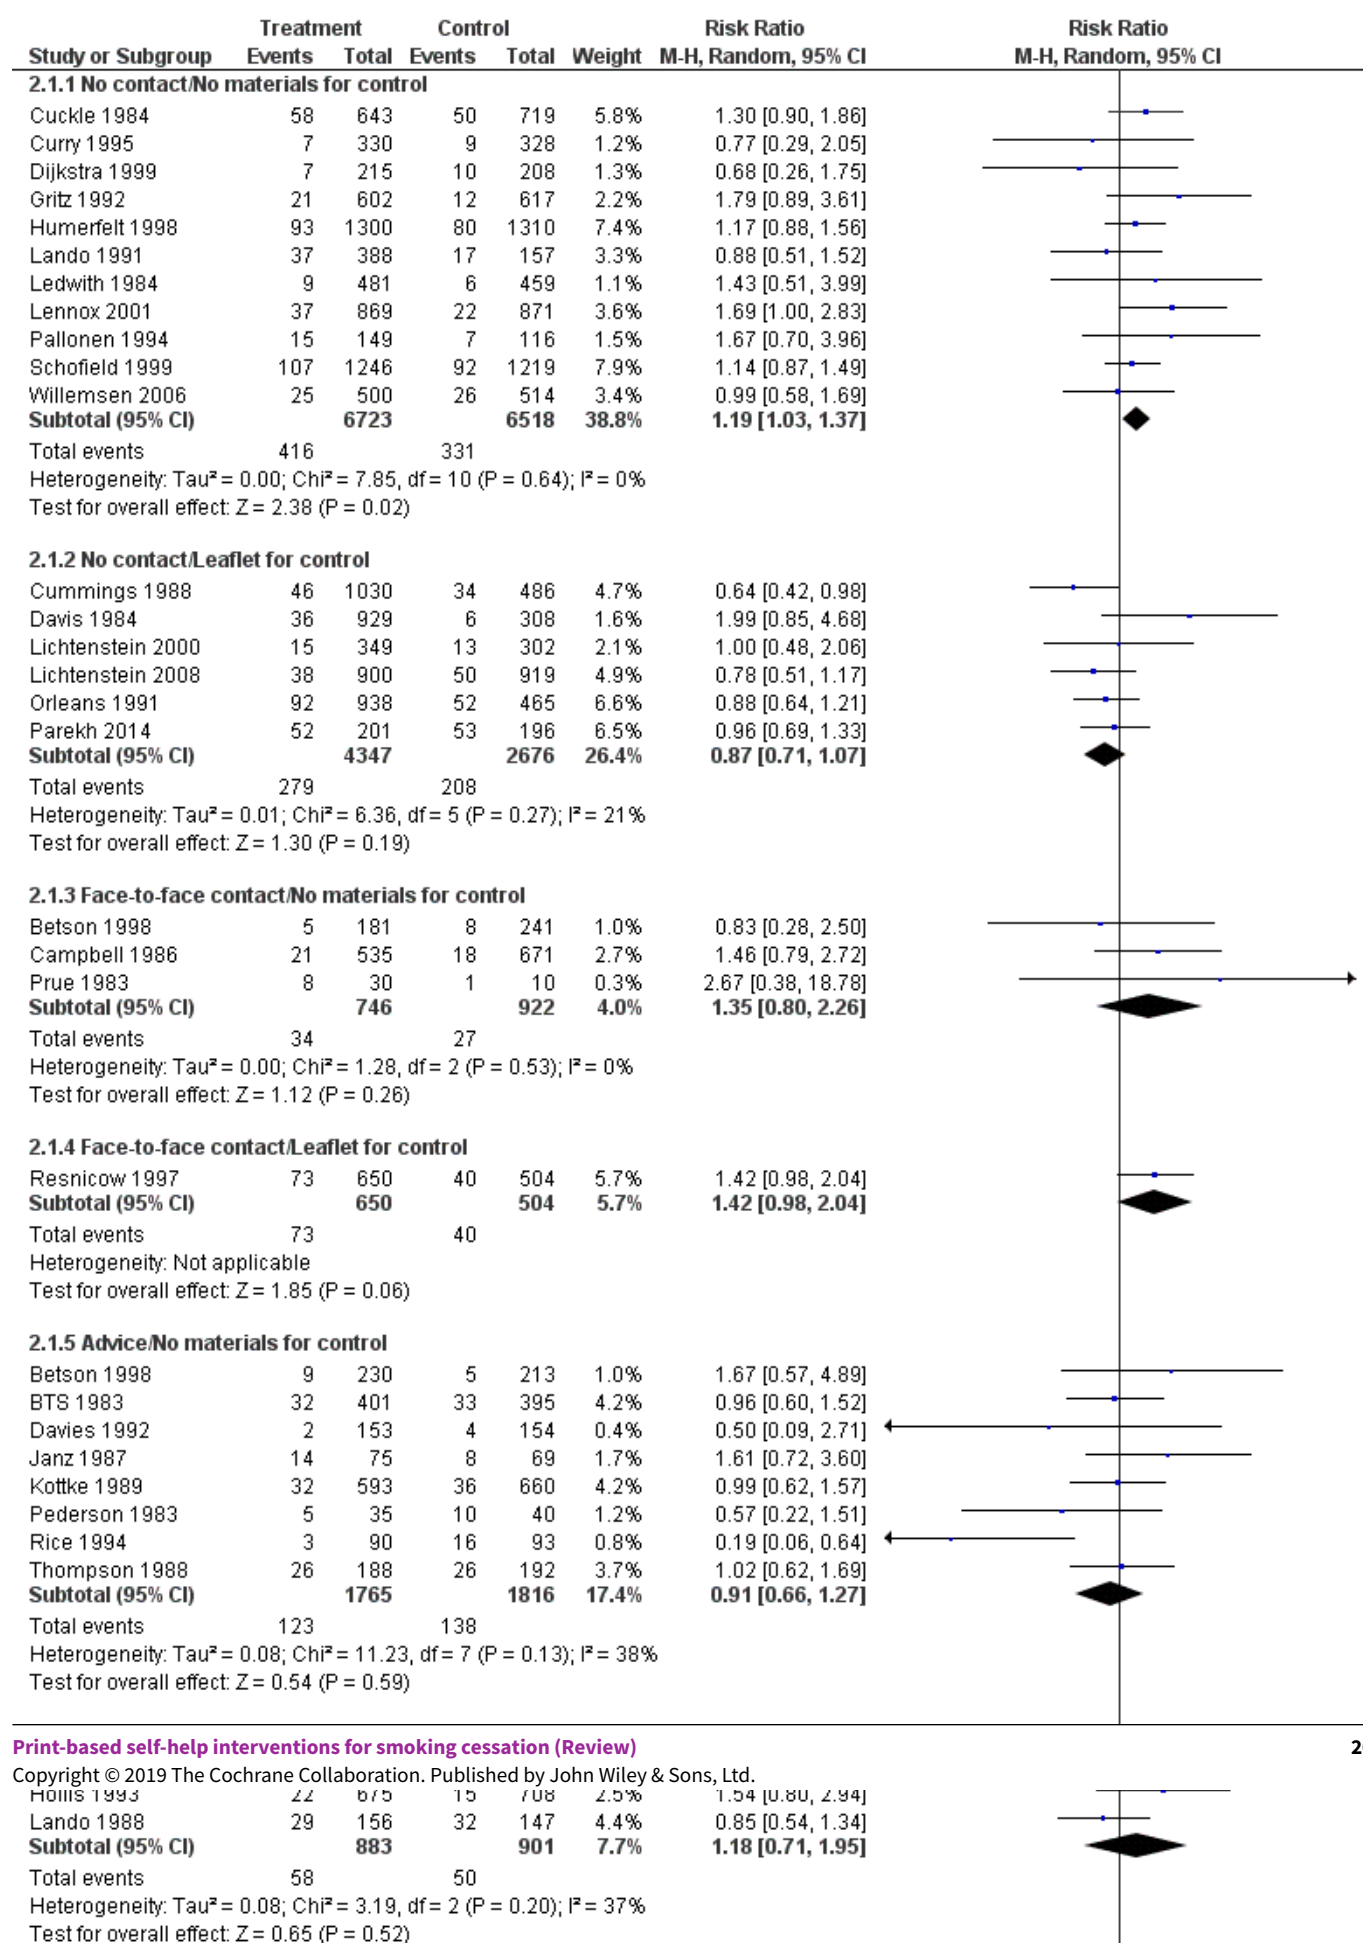 Treatment Control Risk Ratio Risk Ratio
Study or Subgroup Events Total Events Total Weight M-H, Random, 95% CI M-H, Random, 95% CI
2.1.1 No contact/No materials for control
Cuckle 1984 58 643 50 719 5.8% 1.30 [0.90, 1.86]
Curry 1995 7 330 9 328 1.2% 0.77 [0.29, 2.05]
Dijkstra 1999 7 215 10 208 1.3% 0.68 [0.26, 1.75]
Gritz 1992 21 602 12 617 2.2% 1.79 [0.89, 3.61]
Humerfelt 1998 93 1300 80 1310 7.4% 1.17 [0.88, 1.56]
Lando 1991 37 388 17 157 3.3% 0.88 [0.51, 1.52]
Ledwith 1984 9 481 6 459 1.1% 1.43 [0.51, 3.99]
Lennox 2001 37 869 22 871 3.6% 1.69 [1.00, 2.83]
Pallonen 1994 15 149 7 116 1.5% 1.67 [0.70, 3.96]
Schofield 1999 107 1246 92 1219 7.9% 1.14 [0.87, 1.49]
Willemsen 2006 25 500 26 514 3.4% 0.99 [0.58, 1.69]
Subtotal (95% CI) 6723 6518 38.8% 1.19 [1.03, 1.37]
Total events 416 331
Heterogeneity: Tau² = 0.00; Chi² = 7.85, df = 10 (P = 0.64); I² = 0%
Test for overall effect: Z = 2.38 (P = 0.02)
2.1.2 No contact/Leaflet for control
Cummings 1988 46 1030 34 486 4.7% 0.64 [0.42, 0.98]
Davis 1984 36 929 6 308 1.6% 1.99 [0.85, 4.68]
Lichtenstein 2000 15 349 13 302 2.1% 1.00 [0.48, 2.06]
Lichtenstein 2008 38 900 50 919 4.9% 0.78 [0.51, 1.17]
Orleans 1991 92 938 52 465 6.6% 0.88 [0.64, 1.21]
Parekh 2014 52 201 53 196 6.5% 0.96 [0.69, 1.33]
Subtotal (95% CI) 4347 2676 26.4% 0.87 [0.71, 1.07]
Total events 279 208
Heterogeneity: Tau² = 0.01; Chi² = 6.36, df = 5 (P = 0.27); I² = 21%
Test for overall effect: Z = 1.30 (P = 0.19)
2.1.3 Face-to-face contact/No materials for control
Betson 1998 5 181 8 241 1.0% 0.83 [0.28, 2.50]
Campbell 1986 21 535 18 671 2.7% 1.46 [0.79, 2.72]
Prue 1983 8 30 1 10 0.3% 2.67 [0.38, 18.78]
Subtotal (95% CI) 746 922 4.0% 1.35 [0.80, 2.26]
Total events 34 27
Heterogeneity: Tau² = 0.00; Chi² = 1.28, df = 2 (P = 0.53); I² = 0%
Test for overall effect: Z = 1.12 (P = 0.26)
2.1.4 Face-to-face contact/Leaflet for control
Resnicow 1997 73 650 40 504 5.7% 1.42 [0.98, 2.04]
Subtotal (95% CI) 650 504 5.7% 1.42 [0.98, 2.04]
Total events 73 40
Heterogeneity: Not applicable
Test for overall effect: Z = 1.85 (P = 0.06)
2.1.5 Advice/No materials for control
Betson 1998 9 230 5 213 1.0% 1.67 [0.57, 4.89]
BTS 1983 32 401 33 395 4.2% 0.96 [0.60, 1.52]
Davies 1992 2 153 4 154 0.4% 0.50 [0.09, 2.71]
Janz 1987 14 75 8 69 1.7% 1.61 [0.72, 3.60]
Kottke 1989 32 593 36 660 4.2% 0.99 [0.62, 1.57]
Pederson 1983 5 35 10 40 1.2% 0.57 [0.22, 1.51]
Rice 1994 3 90 16 93 0.8% 0.19 [0.06, 0.64]
Thompson 1988 26 188 26 192 3.7% 1.02 [0.62, 1.69]
Subtotal (95% CI) 1765 1816 17.4% 0.91 [0.66, 1.27]
Total events 123 138
Heterogeneity: Tau² = 0.08; Chi² = 11.23, df = 7 (P = 0.13); I² = 38%
Test for overall effect: Z = 0.54 (P = 0.59)
Print-based self-help interventions for smoking cessation (Review)
Copyright © 2019 The Cochrane Collaboration. Published by John Wiley & Sons, Ltd.
Hollis 1993 22 675 15 708 2.5% 1.54 [0.80, 2.94]
Lando 1988 29 156 32 147 4.4% 0.85 [0.54, 1.34]
Subtotal (95% CI) 883 901 7.7% 1.18 [0.71, 1.95]
Total events 58 50
Heterogeneity: Tau² = 0.08; Chi² = 3.19, df = 2 (P = 0.20); I² = 37%
Test for overall effect: Z = 0.65 (P = 0.52)